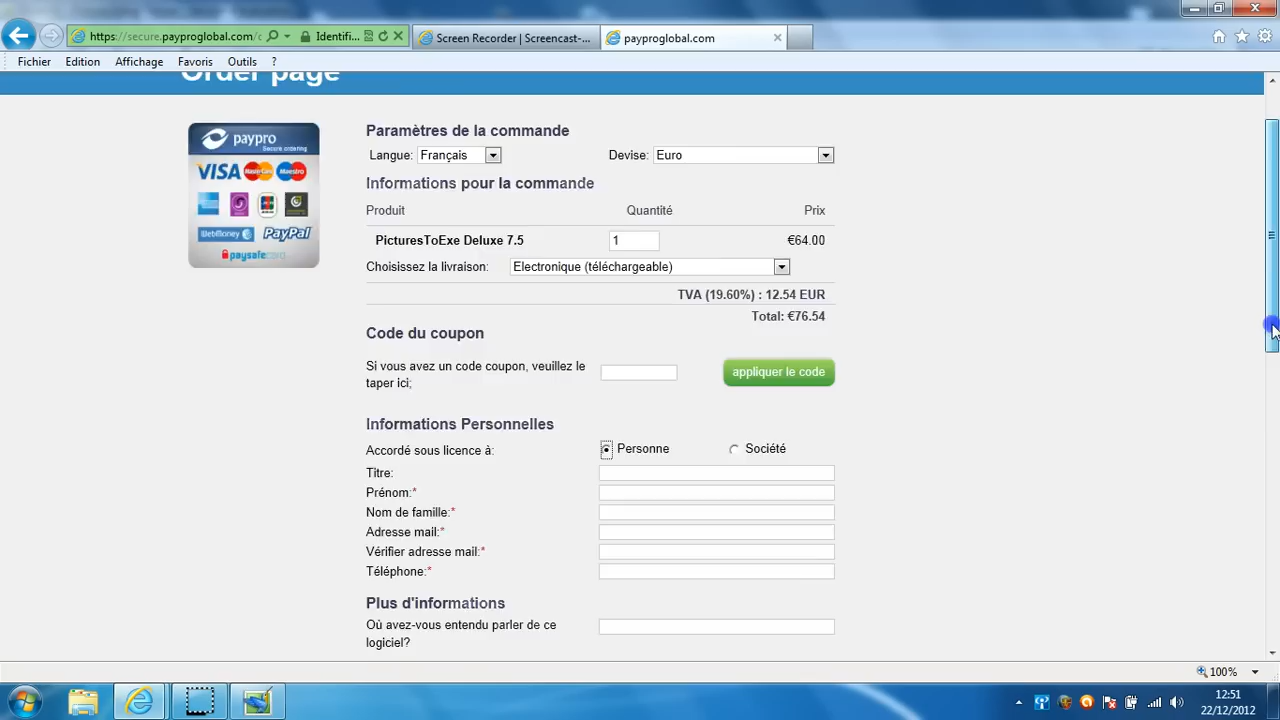 https://secure.payproglobal.com/
Identifi...
Screen Recorder | Screencast-...
payproglobal.com
Fichier Edition Affichage Favoris Outils ?
Order page
paypro
Secure ordering
VISA MasterCard Maestro
JCB
WebMoney PayPal
paysafecard
Paramètres de la commande
Langue: Français Devise: Euro
Informations pour la commande
Produit Quantité Prix
PicturesToExe Deluxe 7.5 1 €64.00
Choisissez la livraison: Electronique (téléchargeable)
TVA (19.60%) : 12.54 EUR
Total: €76.54
Code du coupon
Si vous avez un code coupon, veuillez le
taper ici;
appliquer le code
Informations Personnelles
Accordé sous licence à: Personne Société
Titre:
Prénom:*
Nom de famille:*
Adresse mail:*
Vérifier adresse mail:*
Téléphone:*
Plus d'informations
Où avez-vous entendu parler de ce
logiciel?
100%
12:51
22/12/2012